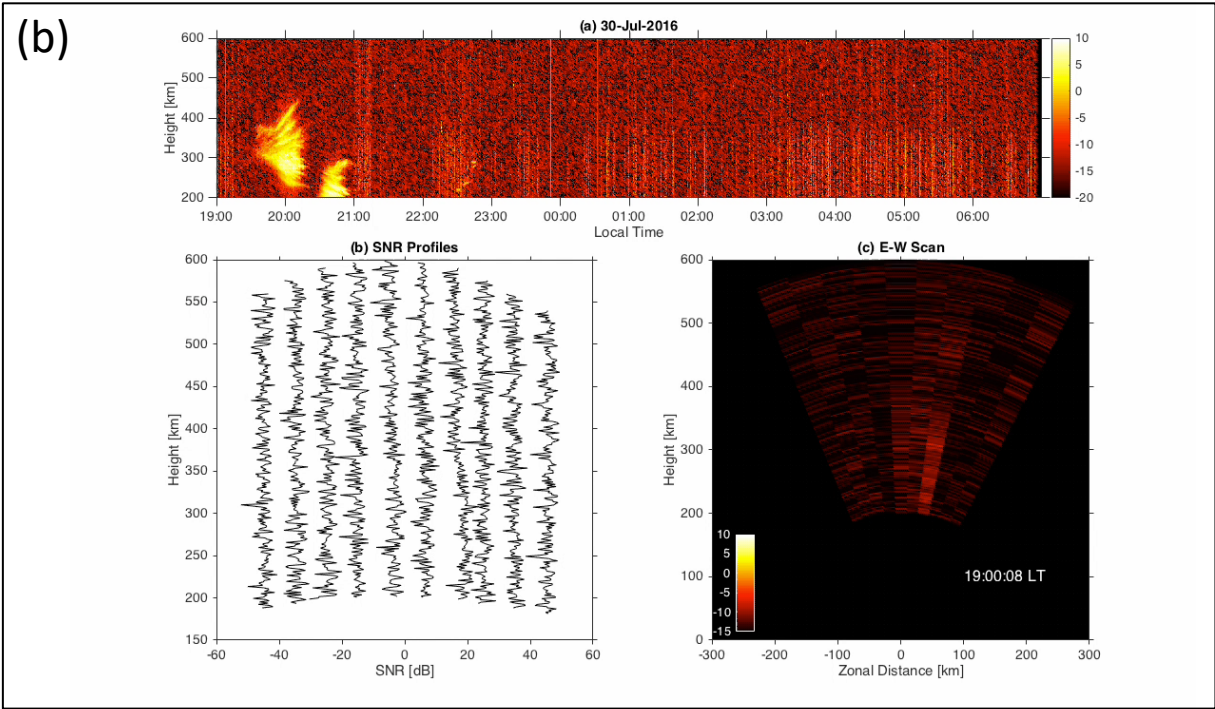 (b)
(a) 30-Jul-2016
Height [km]
600
500
400
300
200
19:00 20:00 21:00 22:00 23:00 00:00 01:00 02:00 03:00 04:00 05:00 06:00
Local Time
10
5
0
-5
-10
-15
-20
(b) SNR Profiles
Height [km]
600
550
500
450
400
350
300
250
200
150
-60 -40 -20 0 20 40 60
SNR [dB]
(c) E-W Scan
Height [km]
600
500
400
300
200
100
0
10
5
0
-5
-10
-15
19:00:08 LT
-300 -200 -100 0 100 200 300
Zonal Distance [km]